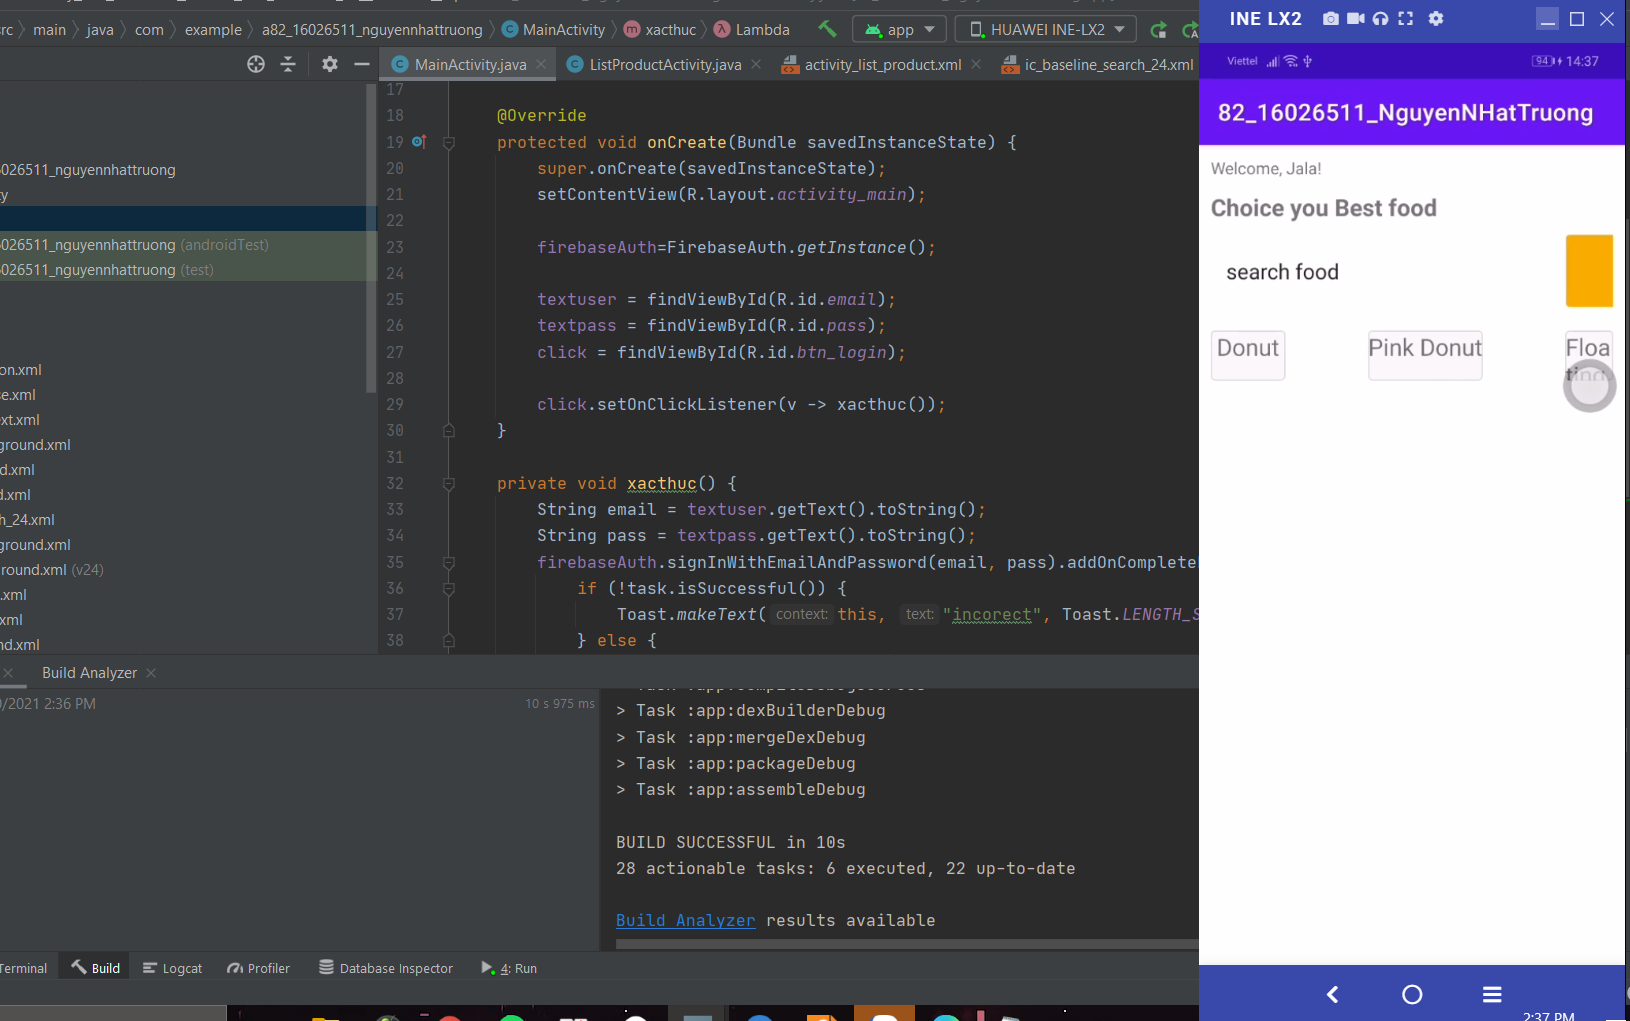 main java com example a82_16026511_nguyennhattruong MainActivity xacthuc Lambda app HUAWEI INE-LX2
MainActivity.java ListProductActivity.java activity_list_product.xml ic_baseline_search_24.xml
6026511_nguyennhattruong
026511_nguyennhattruong (androidTest)
026511_nguyennhattruong (test)
on.xml
e.xml
ext.xml
ground.xml
d.xml
d.xml
h_24.xml
ground.xml
round.xml (v24)
.xml
xml
nd.xml
17
18 @Override
19 protected void onCreate(Bundle savedInstanceState) {
20 super.onCreate(savedInstanceState);
21 setContentView(R.layout.activity_main);
22
23 firebaseAuth=FirebaseAuth.getInstance();
24
25 textuser = findViewById(R.id.email);
26 textpass = findViewById(R.id.pass);
27 click = findViewById(R.id.btn_login);
28
29 click.setOnClickListener(v -> xacthuc());
30 }
31
32 private void xacthuc() {
33 String email = textuser.getText().toString();
34 String pass = textpass.getText().toString();
35 firebaseAuth.signInWithEmailAndPassword(email, pass).addOnComplete
36 if (!task.isSuccessful()) {
37 Toast.makeText( context: this, text: "incorect", Toast.LENGTH_S
38 } else {
Build Analyzer
/2021 2:36 PM 10 s 975 ms
> Task :app:dexBuilderDebug
> Task :app:mergeDexDebug
> Task :app:packageDebug
> Task :app:assembleDebug
BUILD SUCCESSFUL in 10s
28 actionable tasks: 6 executed, 22 up-to-date
Build Analyzer results available
Terminal Build Logcat Profiler Database Inspector 4: Run
INE LX2
Viettel 94 14:37
82_16026511_NguyenNHatTruong
Welcome, Jala!
Choice you Best food
search food
Donut Pink Donut Floa
ting
2:37 PM